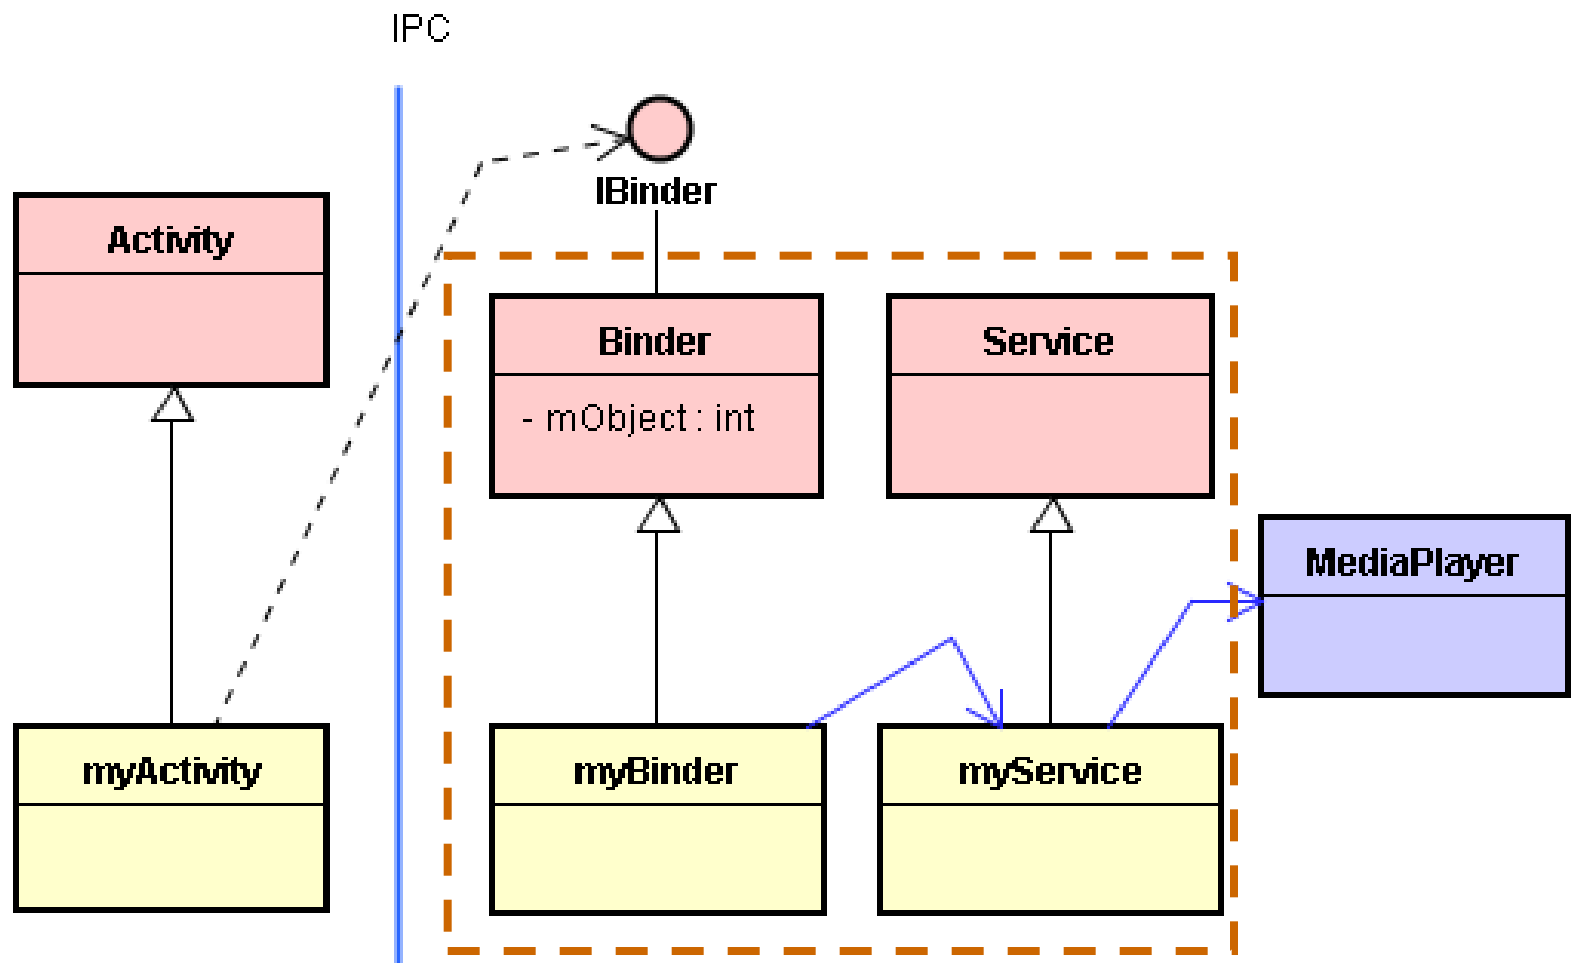 IPC
IBinder
Activity
Binder
- mObject : int
Service
MediaPlayer
myActivity
myBinder
myService